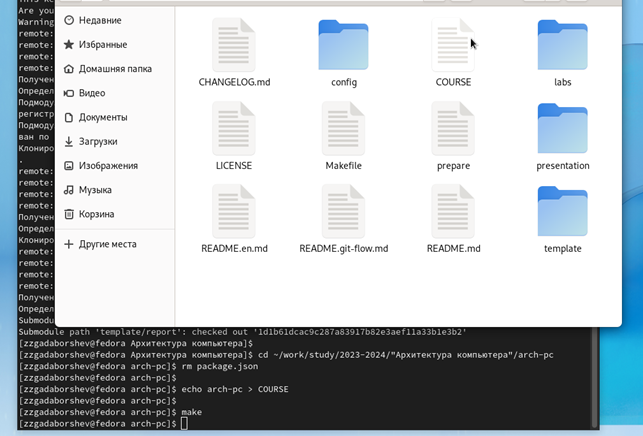 Are you
Warning
remote:
remote:
remote:
remote:
Получен
Определ
Подмоду
регистр
Подмоду
ван по
Клониро
.
remote:
remote:
remote:
remote:
Получен
Определ
Клониро
remote:
remote:
remote:
remote:
Получен
Определ
Submodu
Недавние
Избранные
Домашняя папка
Видео
Документы
Загрузки
Изображения
Музыка
Корзина
Другие места
CHANGELOG.md config COURSE labs
LICENSE Makefile prepare presentation
README.en.md README.git-flow.md README.md template
Submodule path 'template/report': checked out '1d1b61dcac9c287a83917b82e3aef11a33b1e3b2'
[zzgadaborshev@fedora Архитектура компьютера]$
[zzgadaborshev@fedora Архитектура компьютера]$ cd ~/work/study/2023-2024/"Архитектура компьютера"/arch-pc
[zzgadaborshev@fedora arch-pc]$ rm package.json
[zzgadaborshev@fedora arch-pc]$
[zzgadaborshev@fedora arch-pc]$ echo arch-pc > COURSE
[zzgadaborshev@fedora arch-pc]$
[zzgadaborshev@fedora arch-pc]$ make
[zzgadaborshev@fedora arch-pc]$